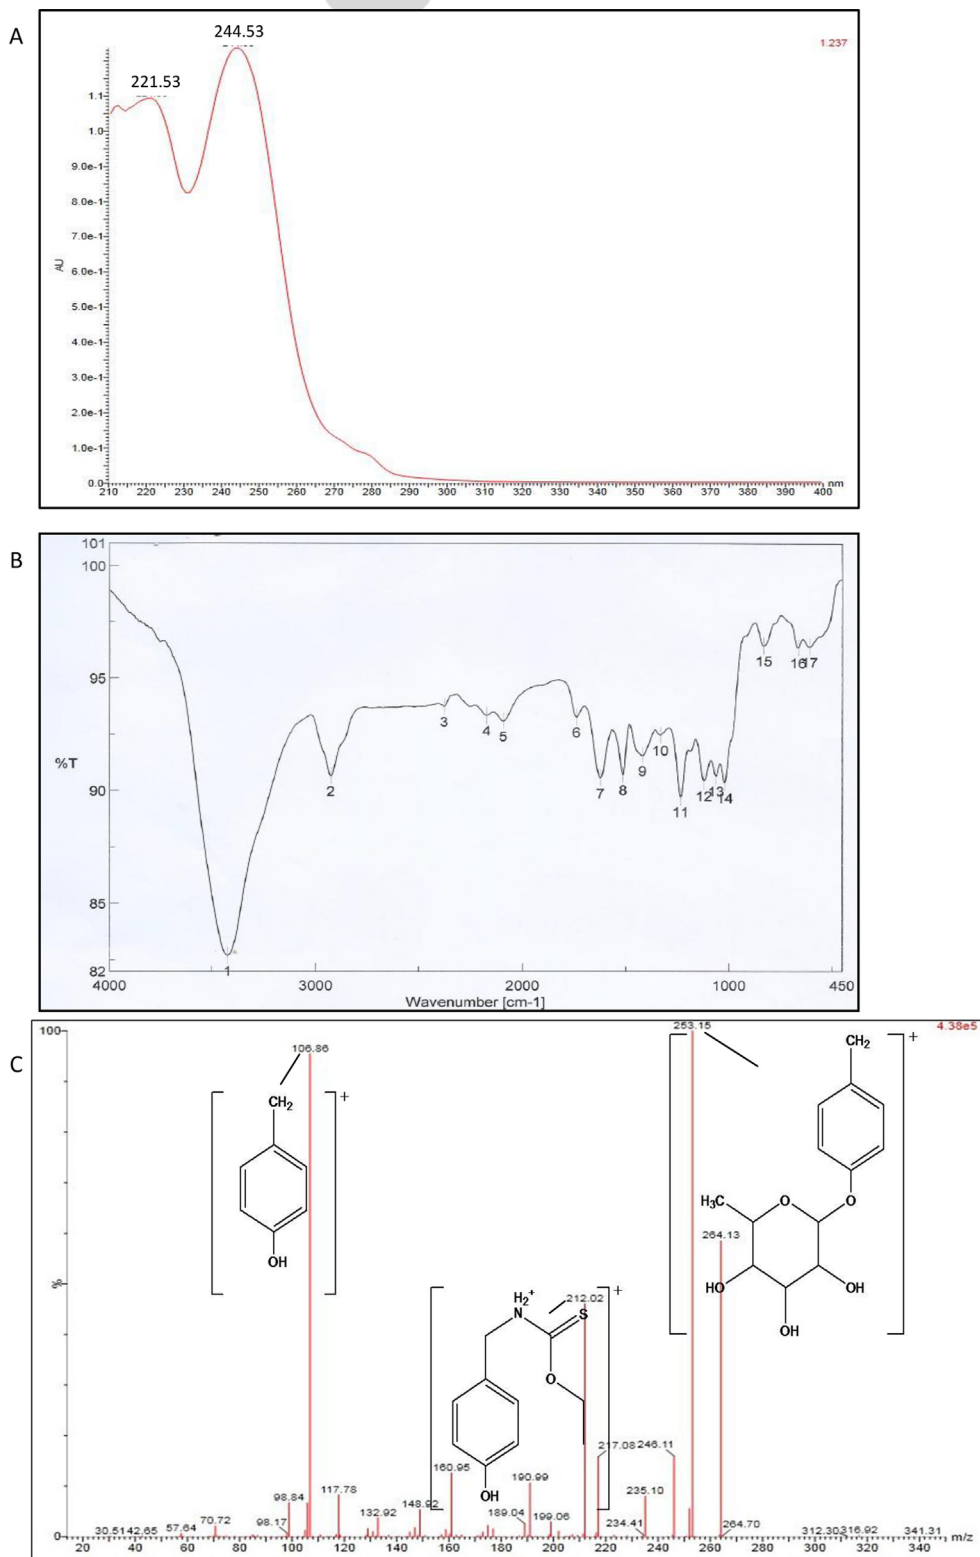 A
244.53
1.237
221.53
1.1
1.0
9.0e-1
8.0e-1
7.0e-1
6.0e-1
5.0e-1
4.0e-1
3.0e-1
2.0e-1
1.0e-1
0.0
AU
210 220 230 240 250 260 270 280 290 300 310 320 330 340 350 360 370 380 390 400 nm
B
101
100
95
90
85
82
%T
1 2 3 4 5 6 7 8 9 10 11 12 13 14 15 16 17
4000 3000 2000 1000 450
Wavenumber [cm-1]
C
100
%
0
253.15
4.38e5
106.86
CH₂
+
OH
CH₂
+
H₃C
O
O
HO
OH
OH
264.13
H₂⁺
N
S
+
212.02
O
OH
217.08
246.11
160.95
190.99
98.84
117.78
148.92
235.10
70.72
132.92
189.04
199.06
98.17
57.64
30.51
42.65
234.41
264.70
312.30
316.92
341.31
20 40 60 80 100 120 140 160 180 200 220 240 260 280 300 320 340 m/z